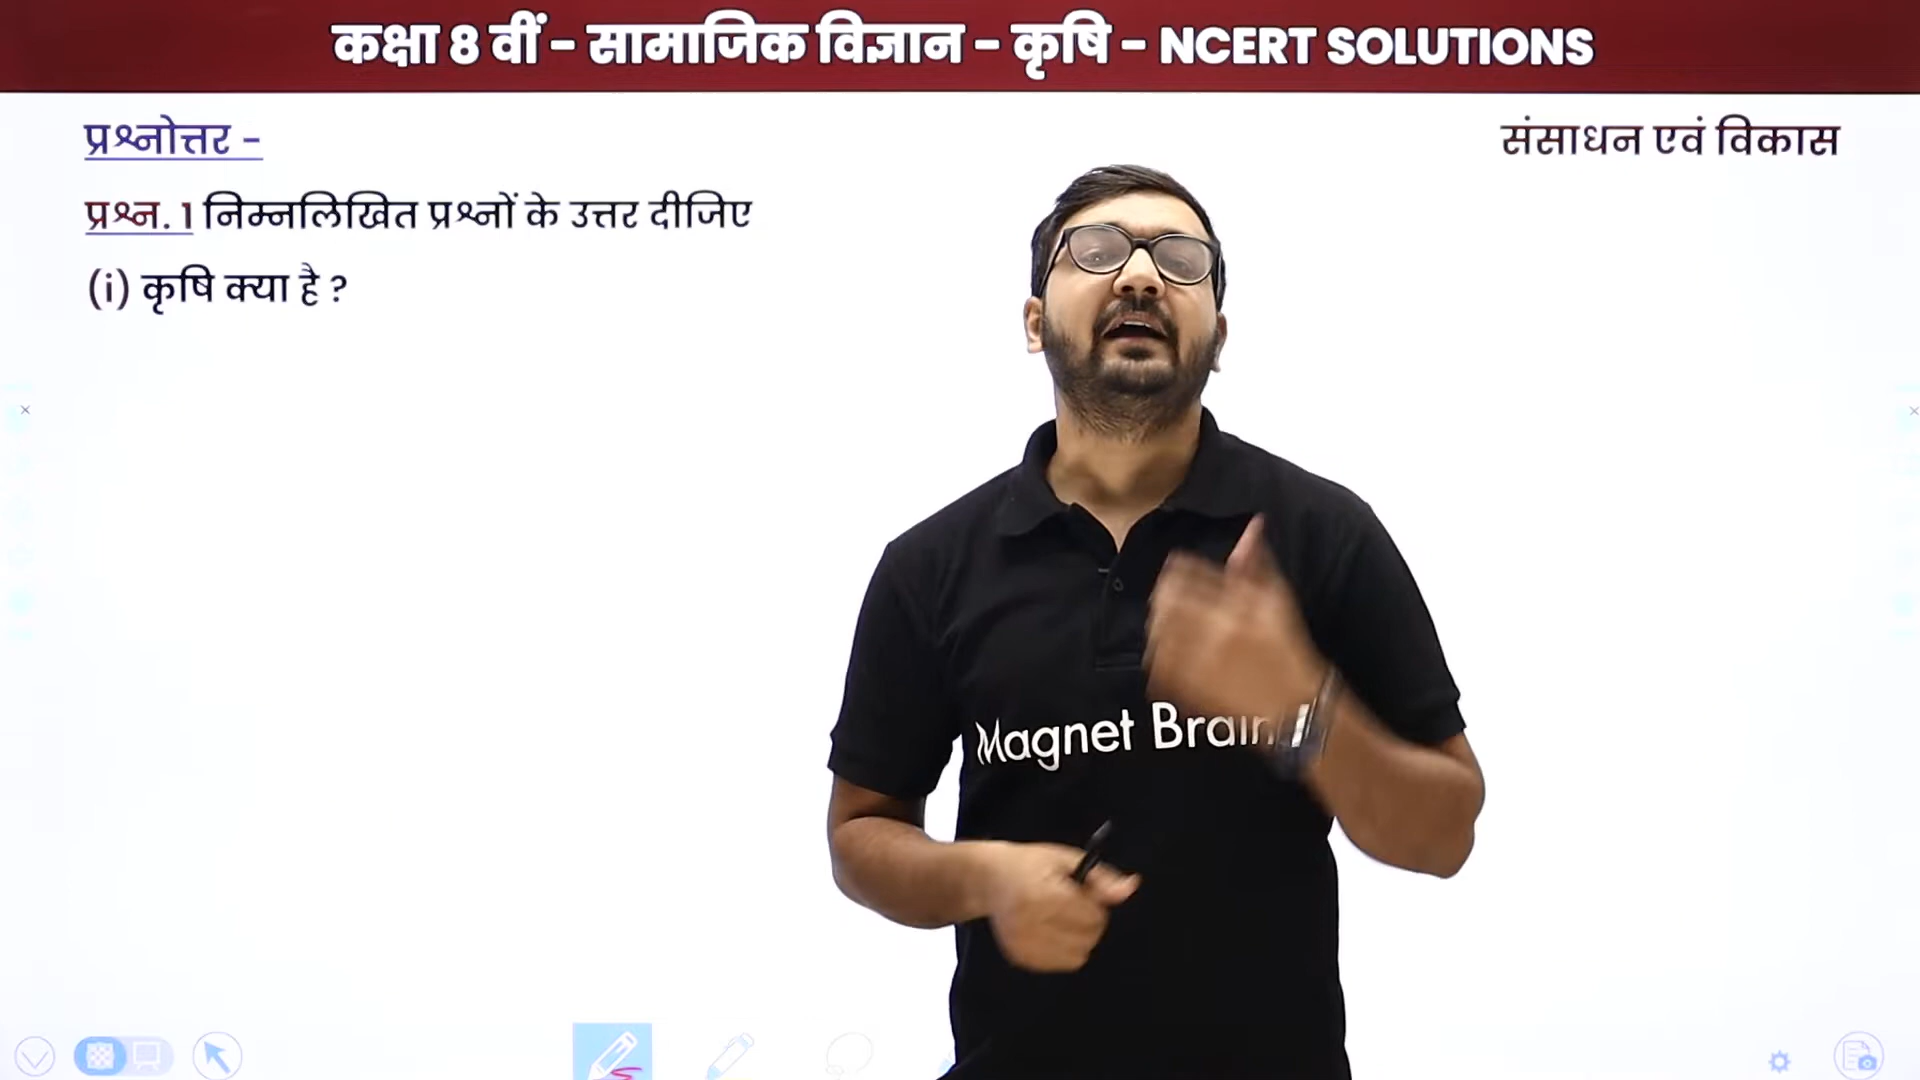 कक्षा 8 वीं - सामाजिक विज्ञान - कृषि - NCERT SOLUTIONS
प्रश्नोत्तर -
संसाधन एवं विकास
प्रश्न. 1 निम्नलिखित प्रश्नों के उत्तर दीजिए
(i) कृषि क्या है ?
Magnet Brain